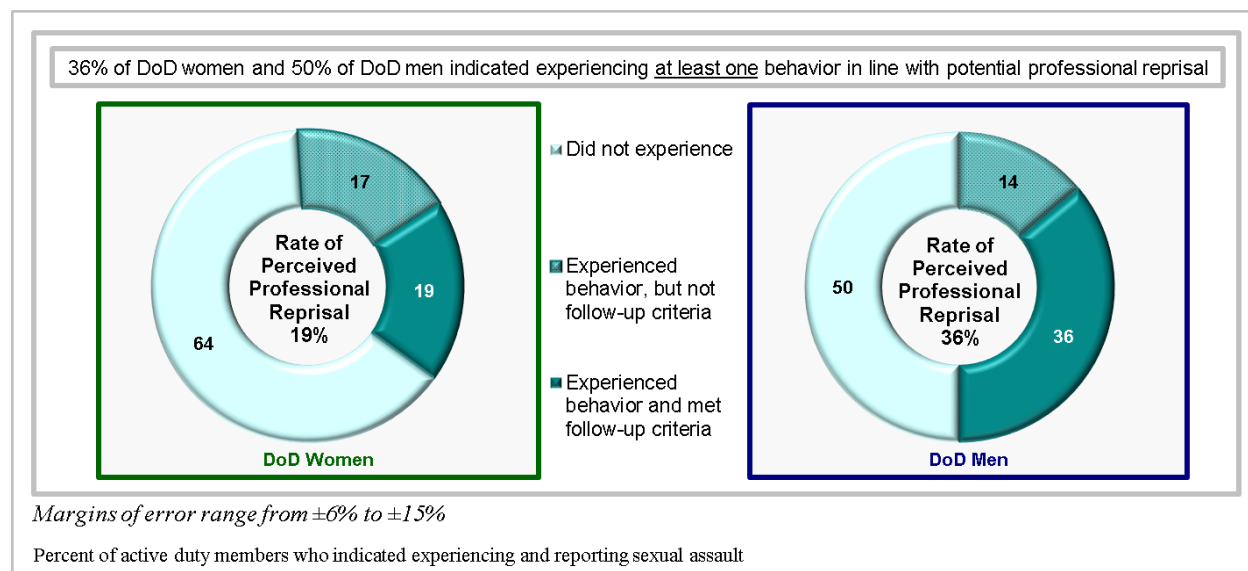 36% of DoD women and 50% of DoD men indicated experiencing at least one behavior in line with potential professional reprisal
17
19
64
Rate of
Perceived
Professional
Reprisal
19%
DoD Women
Did not experience
Experienced
behavior, but not
follow-up criteria
Experienced
behavior and met
follow-up criteria
14
36
50
Rate of
Perceived
Professional
Reprisal
36%
DoD Men
Margins of error range from ±6% to ±15%
Percent of active duty members who indicated experiencing and reporting sexual assault